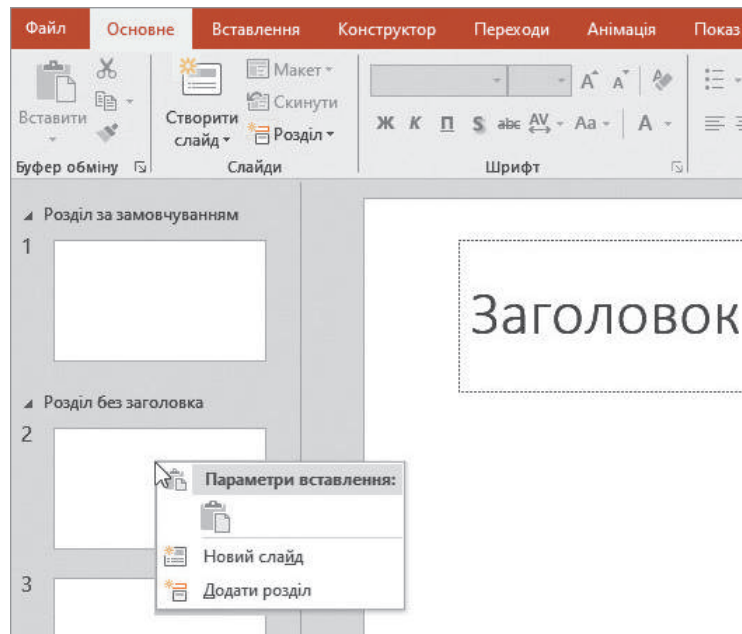 Файл Основне Вставлення Конструктор Переходи Анімація Показ
Вставити
Створити слайд
Макет
Скинути
Розділ
Ж К П S abc AV Aa A
Буфер обміну Слайди Шрифт
Розділ за замовчуванням
1
Заголовок
Розділ без заголовка
2
Параметри вставлення:
Новий слайд
Додати розділ
3